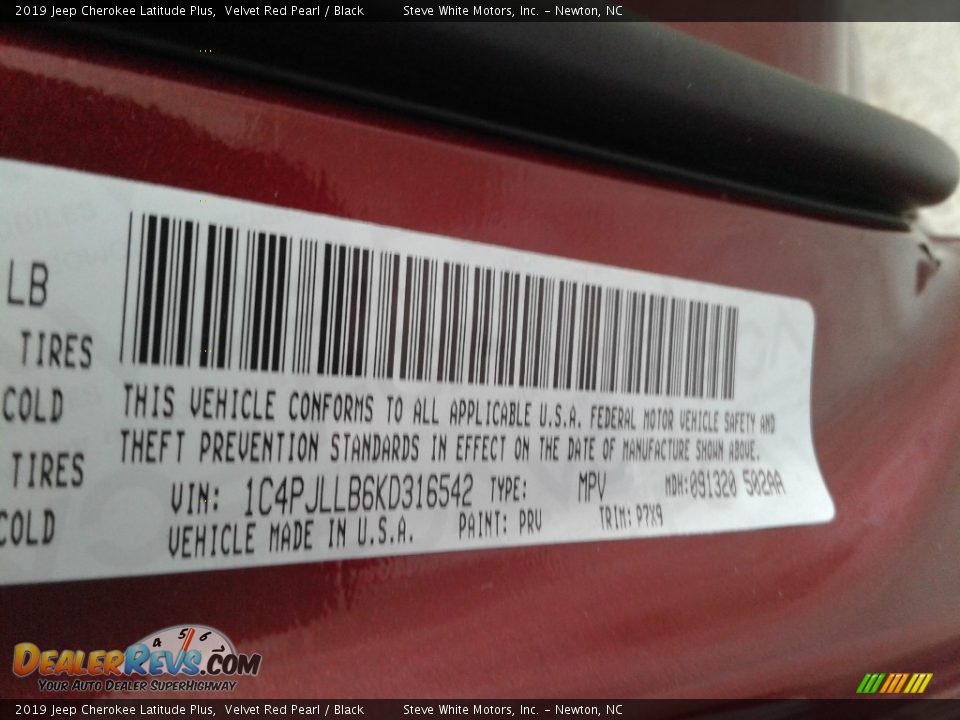 2019 Jeep Cherokee Latitude Plus, Velvet Red Pearl / Black Steve White Motors, Inc. - Newton, NC
LB
TIRES
COLD
TIRES
COLD
THIS VEHICLE CONFORMS TO ALL APPLICABLE U.S.A. FEDERAL MOTOR VEHICLE SAFETY AND
THEFT PREVENTION STANDARDS IN EFFECT ON THE DATE OF MANUFACTURE SHOWN ABOVE.
VIN: 1C4PJLLB6KD316542 TYPE: MPV MDH:091320 502AA
VEHICLE MADE IN U.S.A. PAINT: PRV TRIM: P7X9
4 5 6
DealerRevs.com
Your Auto Dealer SuperHighway
2019 Jeep Cherokee Latitude Plus, Velvet Red Pearl / Black Steve White Motors, Inc. - Newton, NC